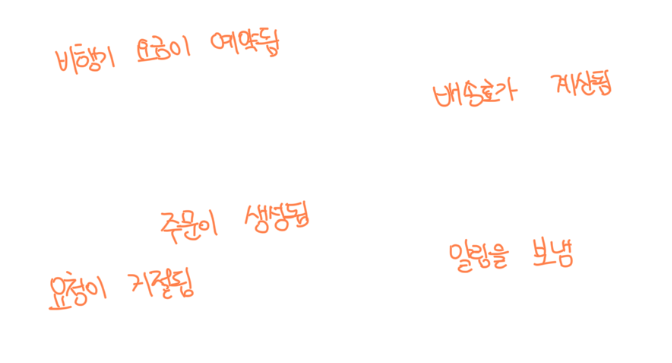 비행기 요금이 예약됨
배송료가 계산됨
주문이 생성됨
알람을 보냄
요청이 거절됨